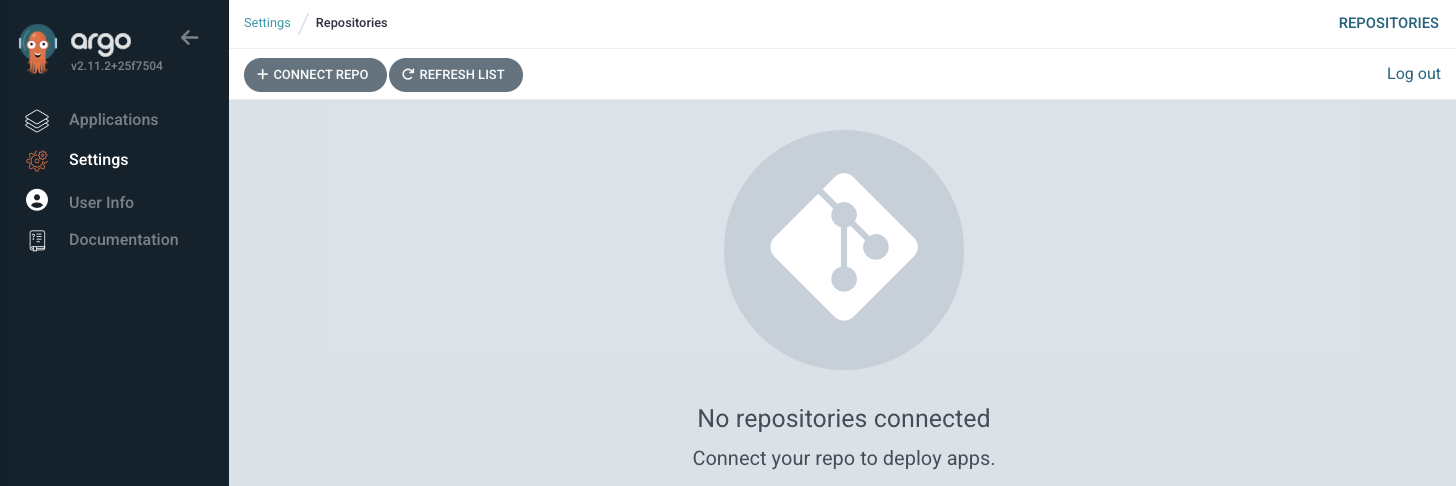 argo
v2.11.2+25f7504
Applications
Settings
User Info
Documentation
Settings / Repositories
REPOSITORIES
+ CONNECT REPO
REFRESH LIST
Log out
No repositories connected
Connect your repo to deploy apps.